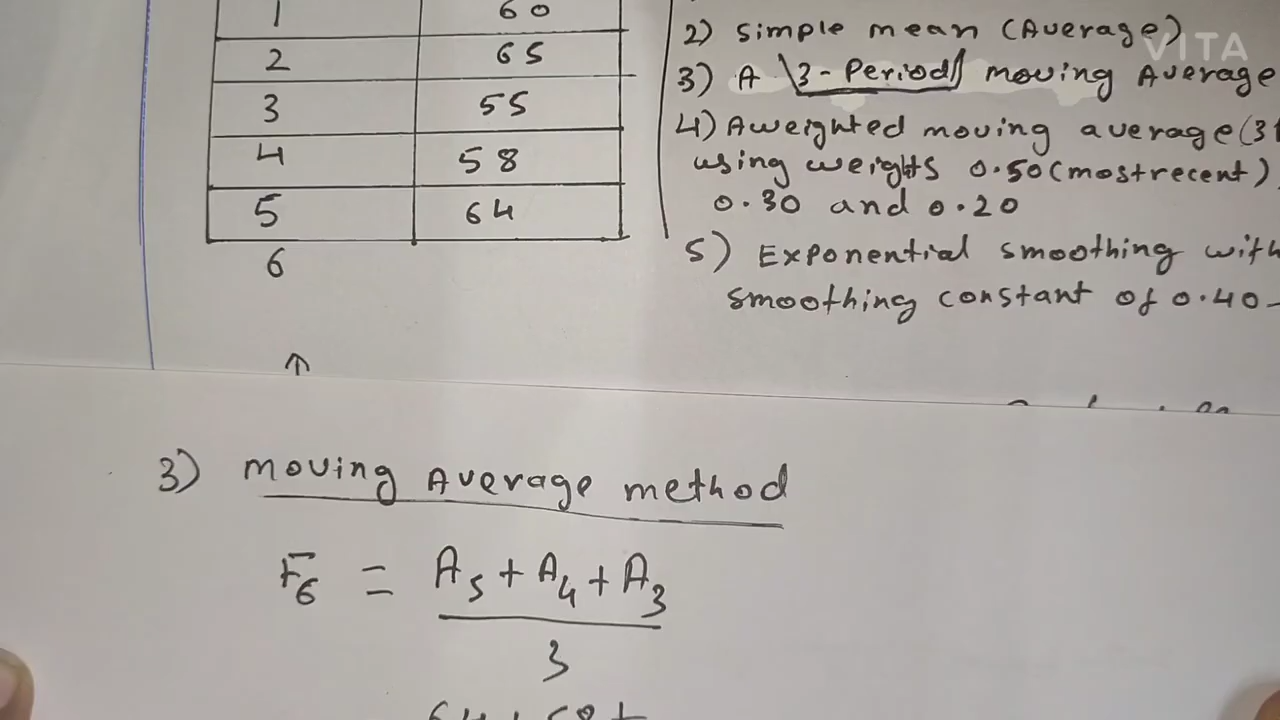 1 60
2 65
3 55
4 58
5 64
6
2) simple mean (Average)
VITA
3) A 3-Period moving Average
4) A weighted moving average (3
using weights 0.50 (most recent),
0.30 and 0.20
5) Exponential smoothing with
smoothing constant of 0.40
3) moving Average method
F6 = A5 + A4 + A3
3